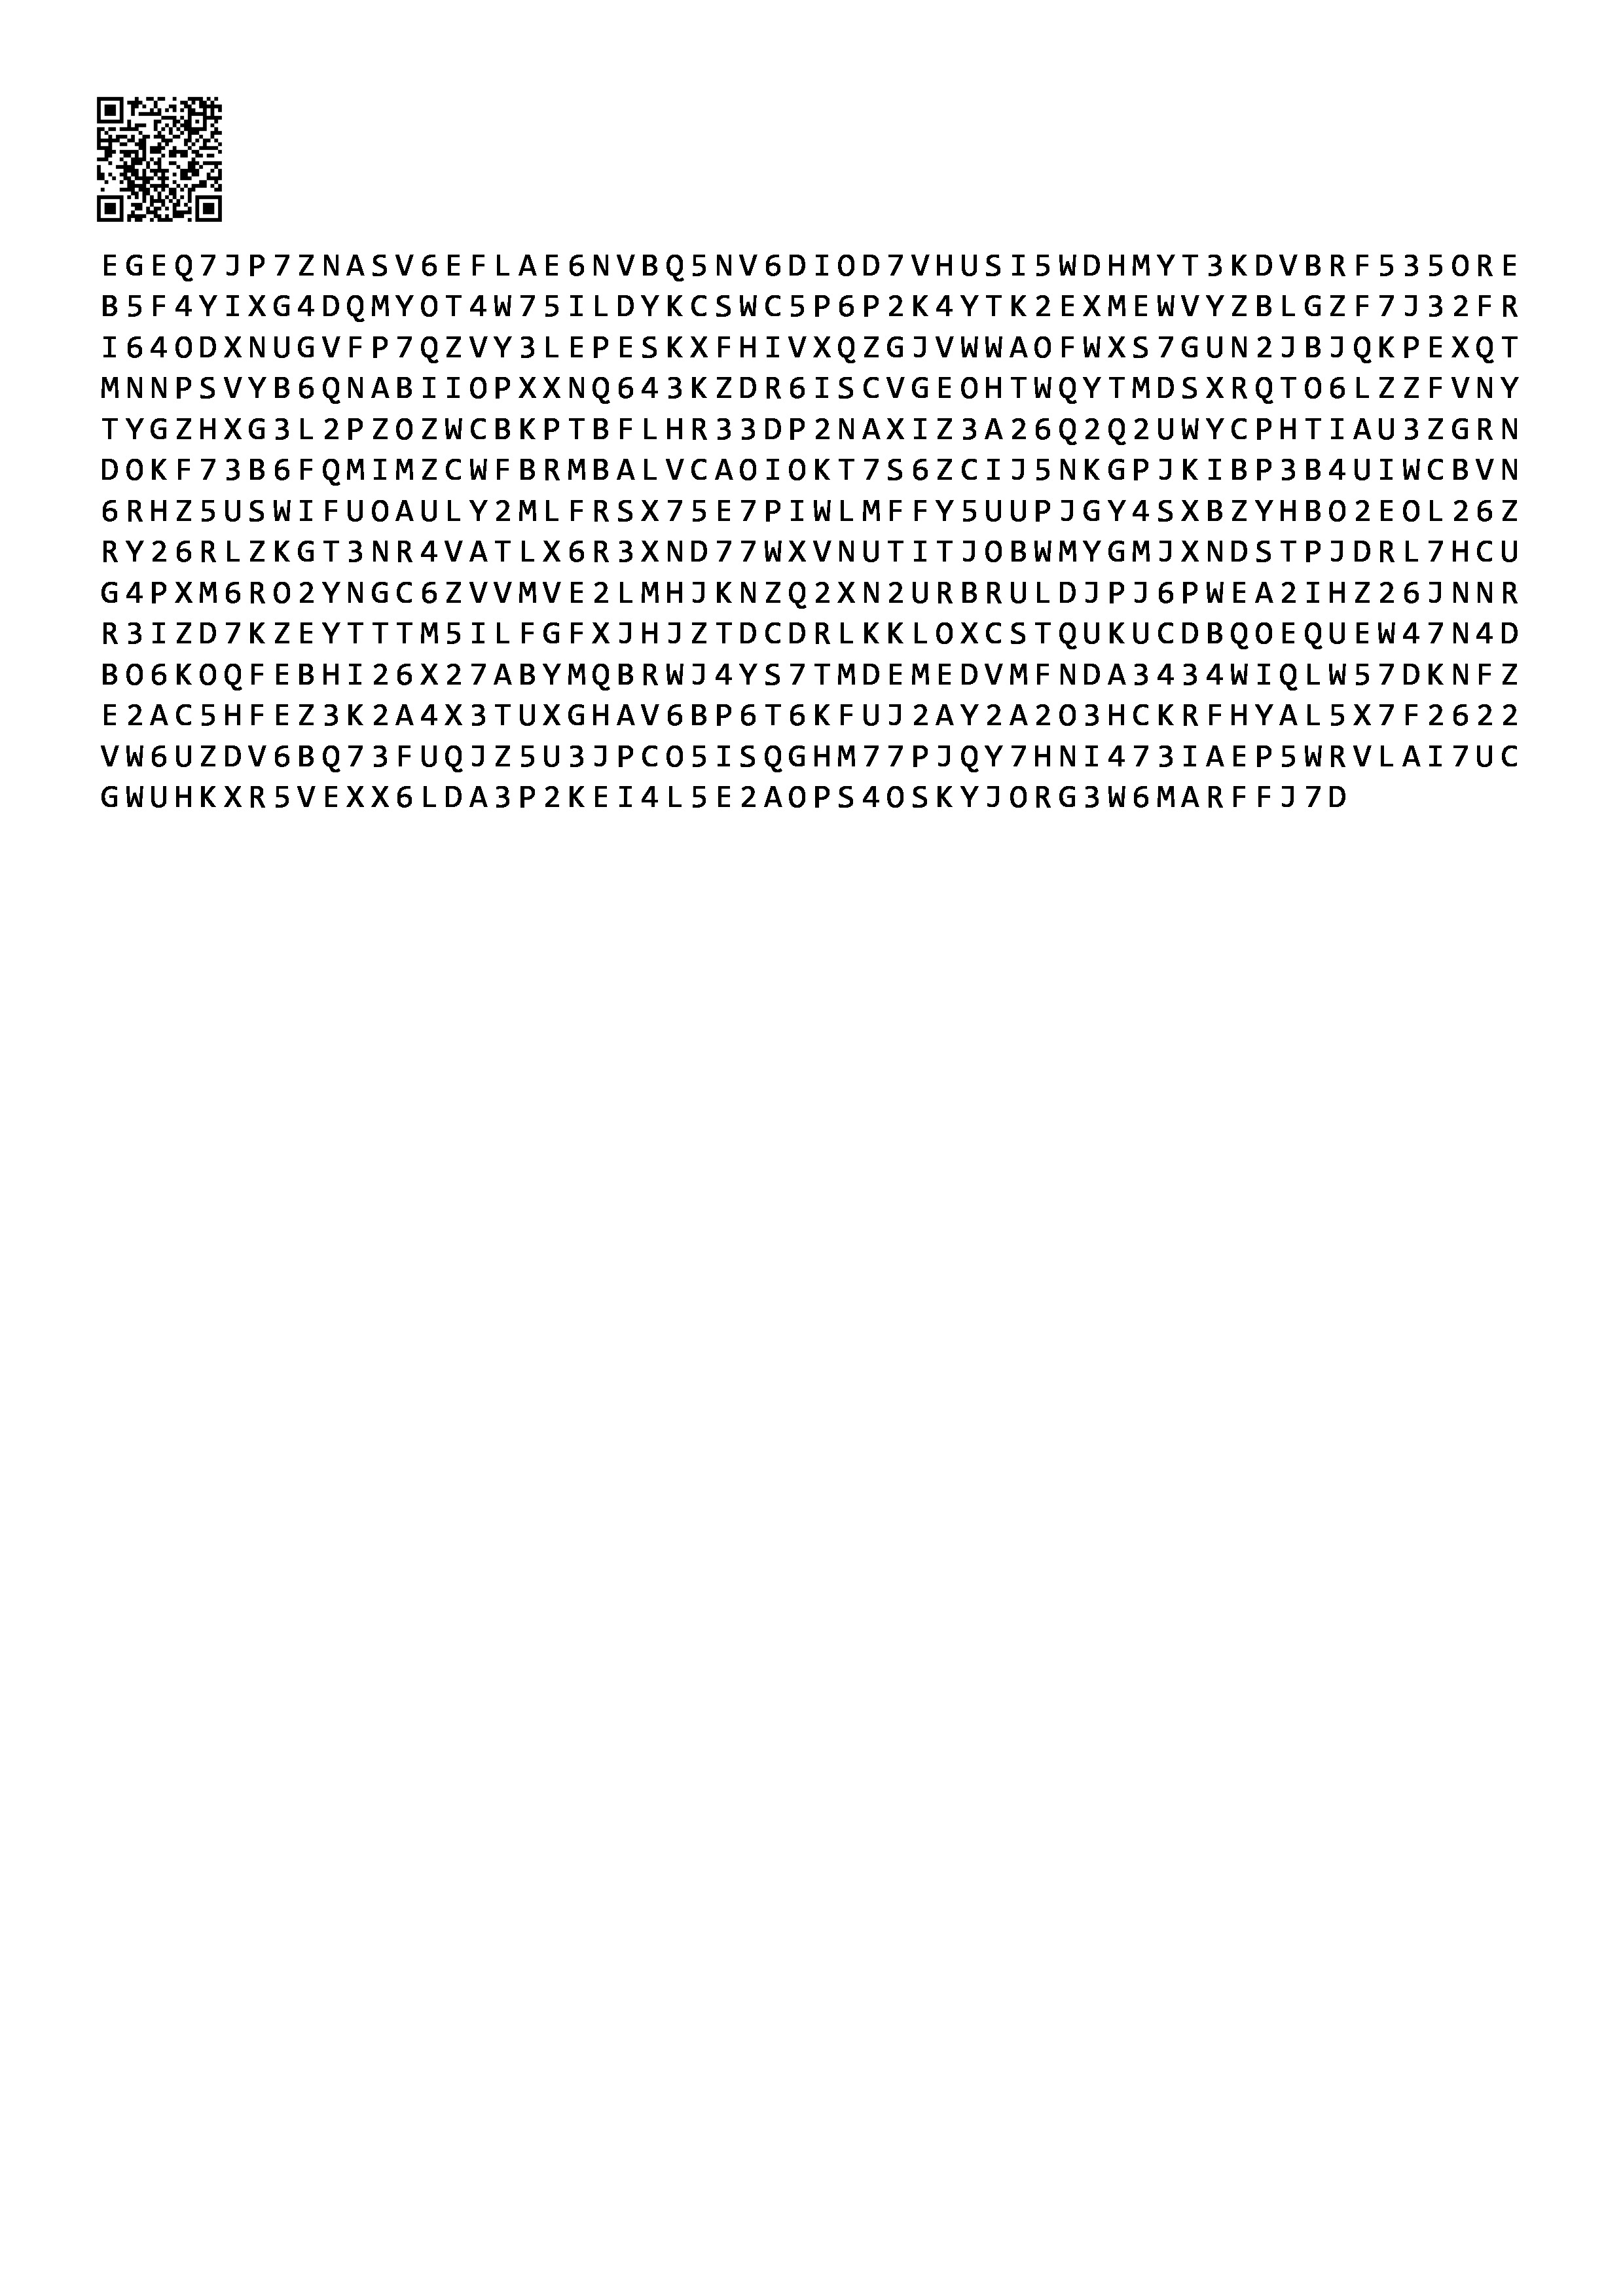 EGEQ7JP7ZNASV6EFLAE6NVBQ5NV6DIOD7VHUSI5WDHMYT3KDVBRF535ORE
B5F4YIXG4DQMYOT4W75ILDYKCSWC5P6P2K4YTK2EXMEWVYZBLGZF7J32FR
I64ODXNUGVFP7QZVY3LEPESKXFHIVXQZGJVWWAOFWXS7GUN2JBJQKPEXQT
MNNPSVYB6QNABIIOPXXNQ643KZDR6ISCVGEOHTWQYTMDSXRQTO6LZZFVNY
TYGZHXG3L2PZOZWCBKPTBFLHR33DP2NAXIZ3A26Q2Q2UWYCPHTIAU3ZGRN
DOKF73B6FQMIMZCWFBRMBALVCAOIOKT7S6ZCIJ5NKGPJKIBP3B4UIWCBVN
6RHZ5USWIFUOAULY2MLFRSX75E7PIWLMFFY5UUPJGY4SXBZYHBO2EOL26Z
RY26RLZKGT3NR4VATLX6R3XND77WXVNUTITJOBWMYGMJXNDSTPJDRL7HCU
G4PXM6RO2YNGC6ZVVMVE2LMHJKNZQ2XN2URBRULDJPJ6PWEA2IHZ26JNNR
R3IZD7KZEYTTTM5ILFGFXJHJZTDCDRLKKLOXCSTQUKUCDBQOEQUEW47N4D
BO6KOQFEBHI26X27ABYMQBRWJ4YS7TMDEMEDVMFNDA3434WIQLW57DKNFZ
E2AC5HFEZ3K2A4X3TUXGHAV6BP6T6KFUJ2AY2A2O3HCKRFHYAL5X7F2622
VW6UZDV6BQ73FUQJZ5U3JPCO5ISQGHM77PJQY7HNI473IAEP5WRVLAI7UC
GWUHKXR5VEXX6LDA3P2KEI4L5E2AOPS4OSKYJORG3W6MARFFJ7D